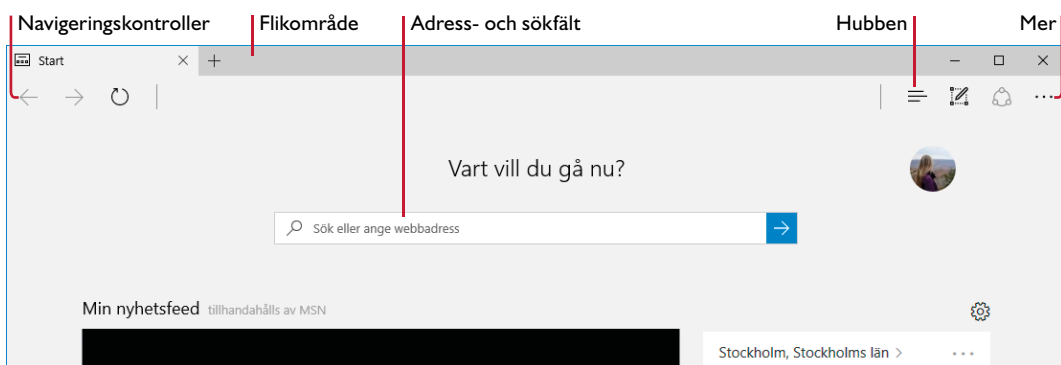 Navigeringskontroller Flikområde Adress- och sökfält Hubben Mer
Start
Vart vill du gå nu?
Sök eller ange webbadress
Min nyhetsfeed tillhandahålls av MSN
Stockholm, Stockholms län